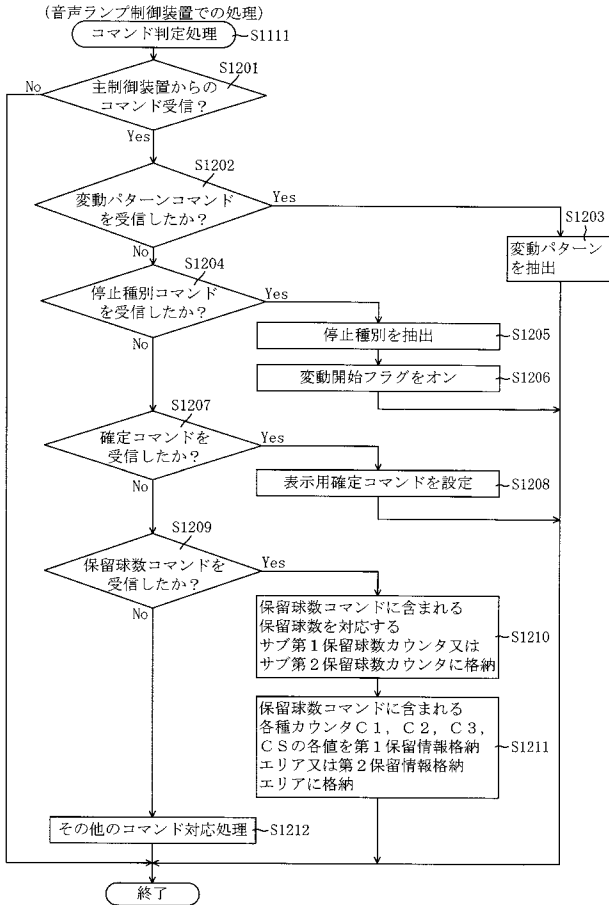 (音声ランプ制御装置での処理)
コマンド判定処理
S1111
S1201
主制御装置からの
コマンド受信？
No
Yes
S1202
変動パターンコマンド
を受信したか？
Yes
No
S1203
変動パターン
を抽出
S1204
停止種別コマンド
を受信したか？
Yes
No
停止種別を抽出
S1205
変動開始フラグをオン
S1206
S1207
確定コマンドを
受信したか？
Yes
No
表示用確定コマンドを設定
S1208
S1209
保留球数コマンドを
受信したか？
Yes
No
保留球数コマンドに含まれる
保留球数を対応する
サブ第１保留球数カウンタ又は
サブ第２保留球数カウンタに格納
S1210
保留球数コマンドに含まれる
各種カウンタＣ１，Ｃ２，Ｃ３，
ＣＳの各値を第１保留情報格納
エリア又は第２保留情報格納
エリアに格納
S1211
その他のコマンド対応処理
S1212
終了